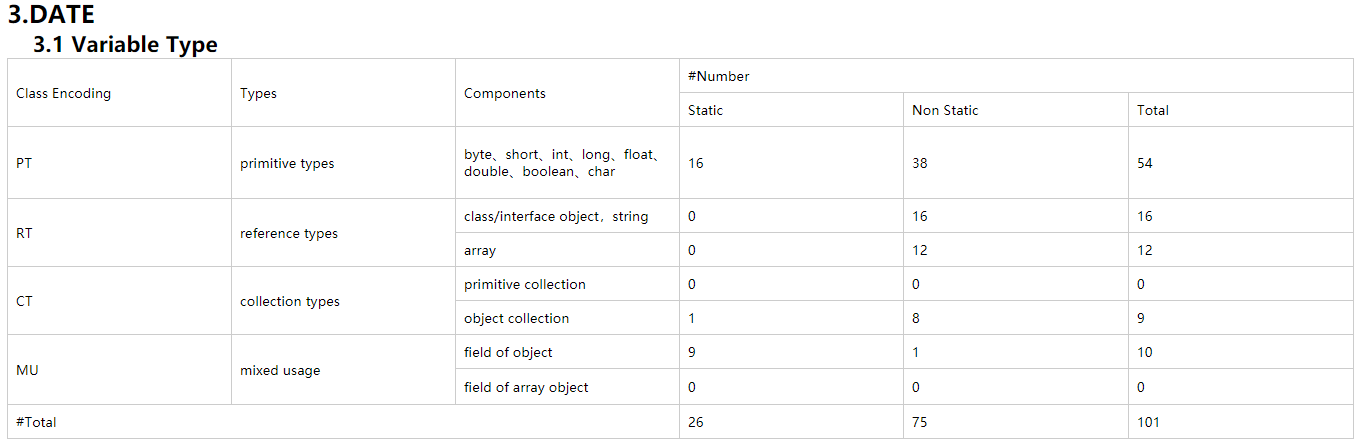 3.DATE
3.1 Variable Type
Class Encoding Types Components #Number
Static Non Static Total
PT primitive types byte、short、int、long、float、 16 38 54
double、boolean、char
RT reference types class/interface object，string 0 16 16
array 0 12 12
CT collection types primitive collection 0 0 0
object collection 1 8 9
MU mixed usage field of object 9 1 10
field of array object 0 0 0
#Total 26 75 101